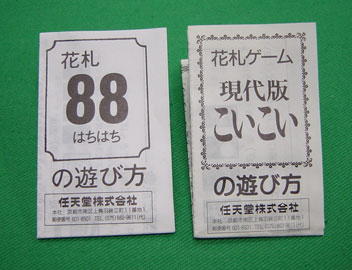 花札
88
はちはち
の遊び方
任天堂株式会社
花札ゲーム
現代版
こいこい
の遊び方
任天堂株式会社